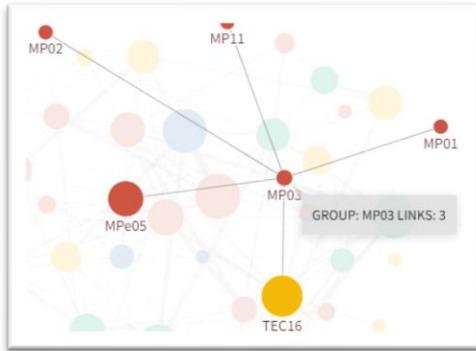 MP02
MP11
MP01
MP03
MPe05
GROUP: MP03 LINKS: 3
TEC16